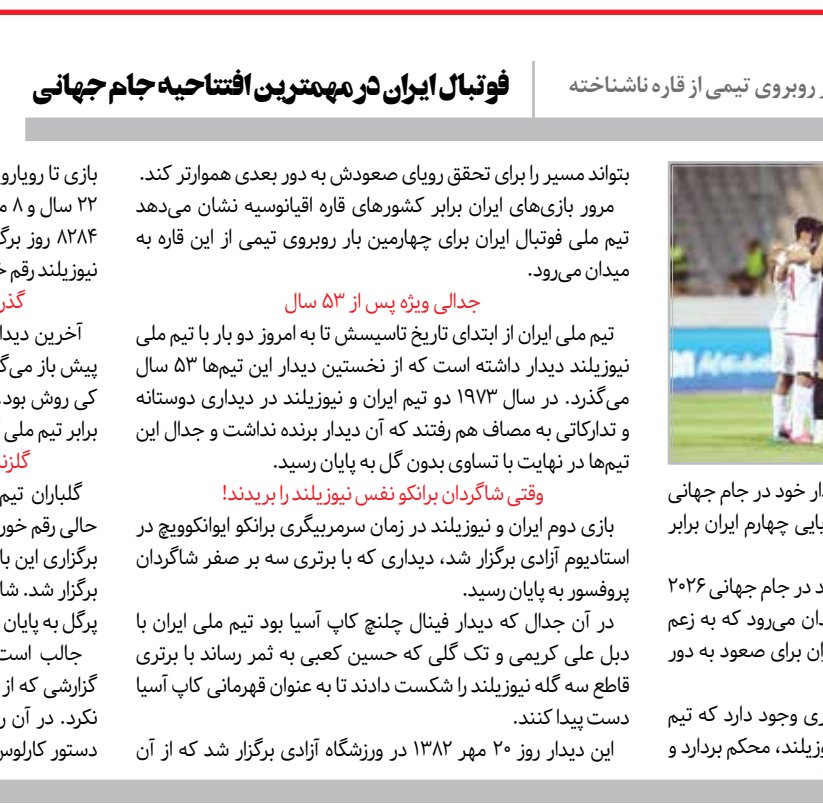 ر روبروی تیمی از قاره ناشناخته
فوتبال ایران در مهمترین افتتاحیه جام جهانی
دار خود در جام جهانی
یایی چهارم ایران برابر
د در جام جهانی ۲۰۲۶
دان می‌رود که به زعم
ران برای صعود به دور
ری وجود دارد که تیم
وزیلند، محکم بردارد و
بتواند مسیر را برای تحقق رویای صعودش به دور بعدی هموارتر کند.
مرور بازی‌های ایران برابر کشورهای قاره اقیانوسیه نشان می‌دهد
تیم ملی فوتبال ایران برای چهارمین بار روبروی تیمی از این قاره به
میدان می‌رود.
جدالی ویژه پس از ۵۳ سال
تیم ملی ایران از ابتدای تاریخ تاسیسش تا به امروز دو بار با تیم ملی
نیوزیلند دیدار داشته است که از نخستین دیدار این تیم‌ها ۵۳ سال
می‌گذرد. در سال ۱۹۷۳ دو تیم ایران و نیوزیلند در دیداری دوستانه
و تدارکاتی به مصاف هم رفتند که آن دیدار برنده نداشت و جدال این
تیم‌ها در نهایت با تساوی بدون گل به پایان رسید.
وقتی شاگردان برانکو نفس نیوزیلند را بریدند!
بازی دوم ایران و نیوزیلند در زمان سرمربیگری برانکو ایوانکوویچ در
استادیوم آزادی برگزار شد، دیداری که با برتری سه بر صفر شاگردان
پروفسور به پایان رسید.
در آن جدال که دیدار فینال چلنچ کاپ آسیا بود تیم ملی ایران با
دبل علی کریمی و تک گلی که حسین کعبی به ثمر رساند با برتری
قاطع سه گله نیوزیلند را شکست دادند تا به عنوان قهرمانی کاپ آسیا
دست پیدا کنند.
این دیدار روز ۲۰ مهر ۱۳۸۲ در ورزشگاه آزادی برگزار شد که از آن
بازی تا رویارو
۲۲ سال و ۸ م
۸۲۸۴ روز برگ
نیوزیلند رقم خ
گذر
آخرین دیدا
پیش باز می‌گ
کی روش بود.
برابر تیم ملی
گلزن
گلباران تیم
حالی رقم خور
برگزاری این با
برگزار شد. شا
پرگل به پایان
جالب است
گزارشی که از
نکرد. در آن ر
دستور کارلوس